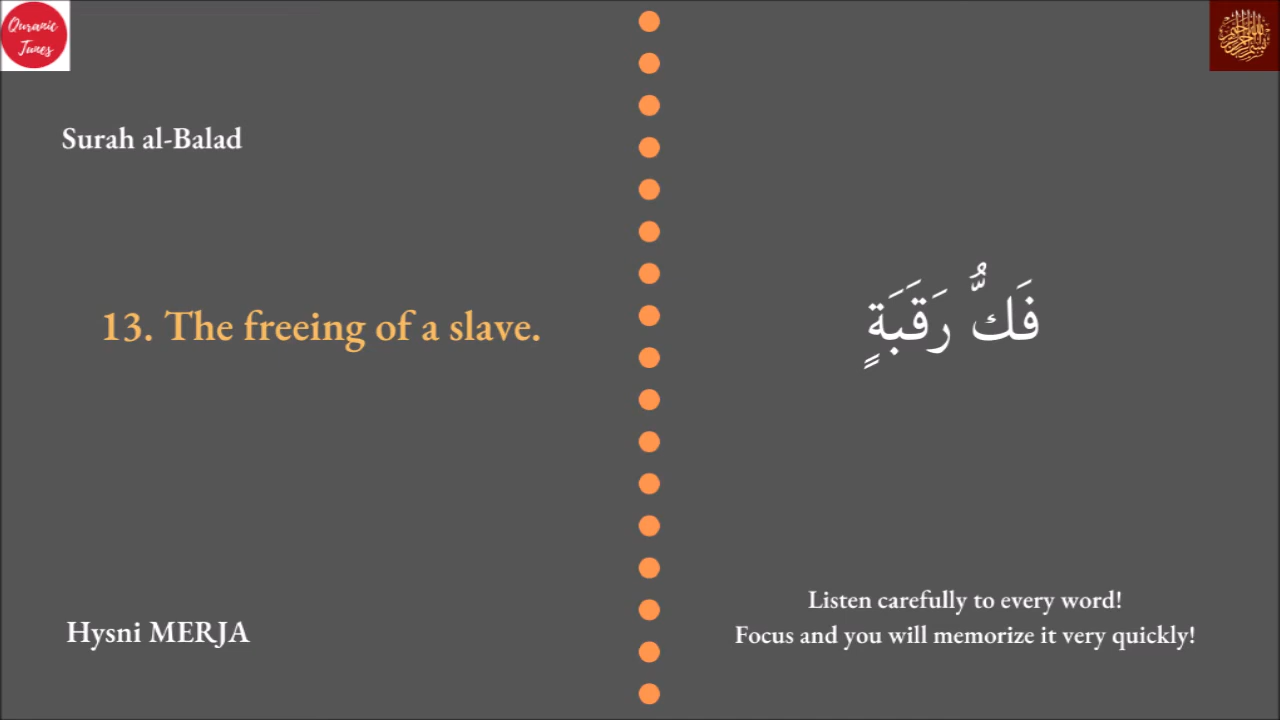 Quranic
Tunes
Surah al-Balad
13. The freeing of a slave.
فَكُّ رَقَبَةٍ
Hysni MERJA
Listen carefully to every word!
Focus and you will memorize it very quickly!